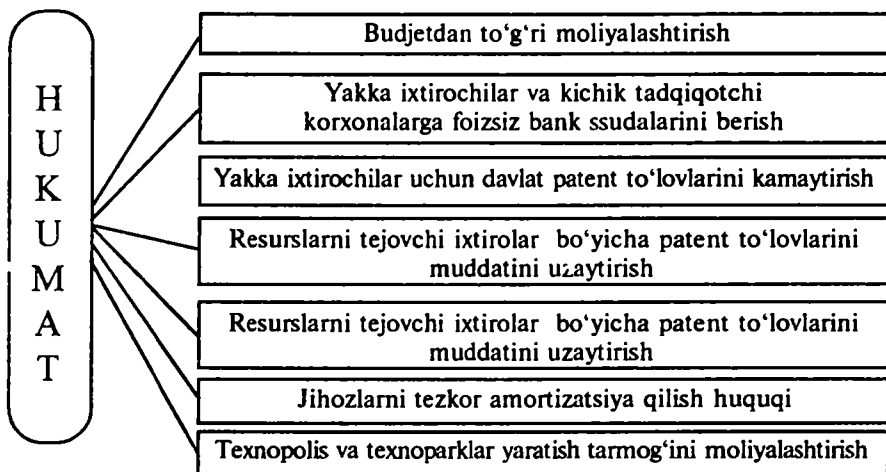 HUKUMAT
Budjetdan to‘g‘ri moliyalashtirish
Yakka ixtirochilar va kichik tadqiqotchi
korxonalarga foizsiz bank ssudalarini berish
Yakka ixtirochilar uchun davlat patent to‘lovlarini kamaytirish
Resurslarni tejovchi ixtirolar bo‘yicha patent to‘lovlarini
muddatini uzaytirish
Resurslarni tejovchi ixtirolar bo‘yicha patent to‘lovlarini
muddatini uzaytirish
Jihozlarni tezkor amortizatsiya qilish huquqi
Texnopolis va texnoparklar yaratish tarmog‘ini moliyalashtirish